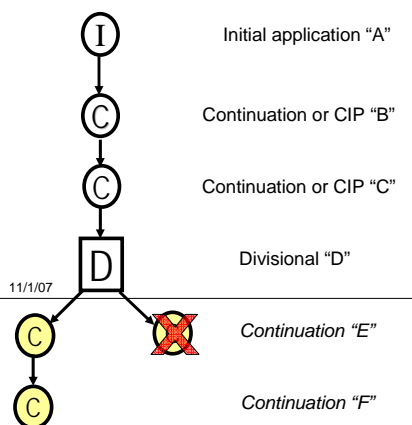 I Initial application “A”
C Continuation or CIP “B”
C Continuation or CIP “C”
D Divisional “D”
11/1/07
C Continuation “E”
C Continuation “F”